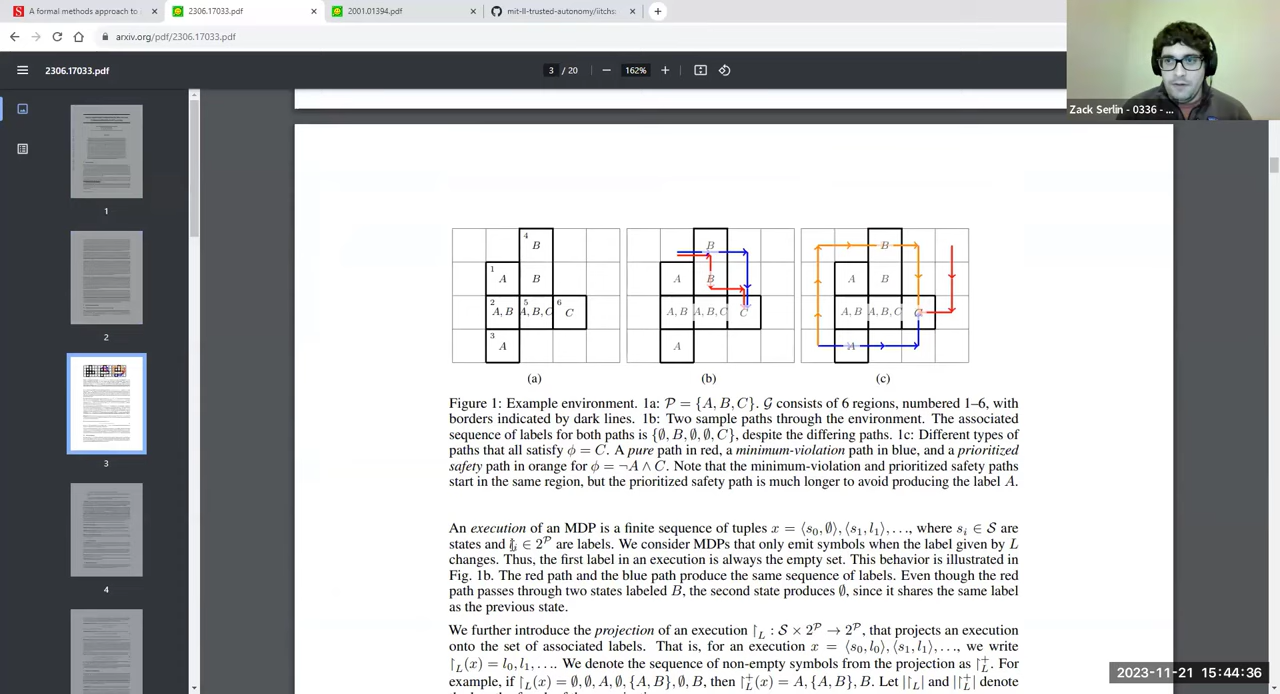 A formal methods approach to
2306.17033.pdf
2001.01394.pdf
mit-ll-trusted-autonomy/iitchs
arxiv.org/pdf/2306.17033.pdf
2306.17033.pdf
3 / 20
162%
Zack Serlin - 0336 - ...
1
2
3
4
4
B
1
A
B
2
A, B
5
A, B, C
6
C
3
A
(a)
B
A
B
A, B
A, B, C
C
A
(b)
B
A
B
A, B
A, B, C
C
A
(c)
Figure 1: Example environment. 1a: 𝒫 = {A, B, C}. 𝒢 consists of 6 regions, numbered 1–6, with
borders indicated by dark lines. 1b: Two sample paths through the environment. The associated
sequence of labels for both paths is {∅, B, ∅, ∅, C}, despite the differing paths. 1c: Different types of
paths that all satisfy ϕ = C. A pure path in red, a minimum-violation path in blue, and a prioritized
safety path in orange for ϕ = ¬A ∧ C. Note that the minimum-violation and prioritized safety paths
start in the same region, but the prioritized safety path is much longer to avoid producing the label A.
An execution of an MDP is a finite sequence of tuples x = ⟨s₀, ∅⟩, ⟨s₁, l₁⟩, . . ., where sᵢ ∈ 𝒮 are
states and lᵢ ∈ 2^𝒫 are labels. We consider MDPs that only emit symbols when the label given by L
changes. Thus, the first label in an execution is always the empty set. This behavior is illustrated in
Fig. 1b. The red path and the blue path produce the same sequence of labels. Even though the red
path passes through two states labeled B, the second state produces ∅, since it shares the same label
as the previous state.
We further introduce the projection of an execution ↾_L : 𝒮 × 2^𝒫 → 2^𝒫, that projects an execution
onto the set of associated labels. That is, for an execution x = ⟨s₀, l₀⟩, ⟨s₁, l₁⟩, . . ., we write
↾_L(x) = l₀, l₁, . . .. We denote the sequence of non-empty symbols from the projection as ↾_L^+. For
example, if ↾_L(x) = ∅, ∅, A, ∅, {A, B}, ∅, B, then ↾_L^+(x) = A, {A, B}, B. Let |↾_L| and |↾_L^+| denote
2023-11-21 15:44:36